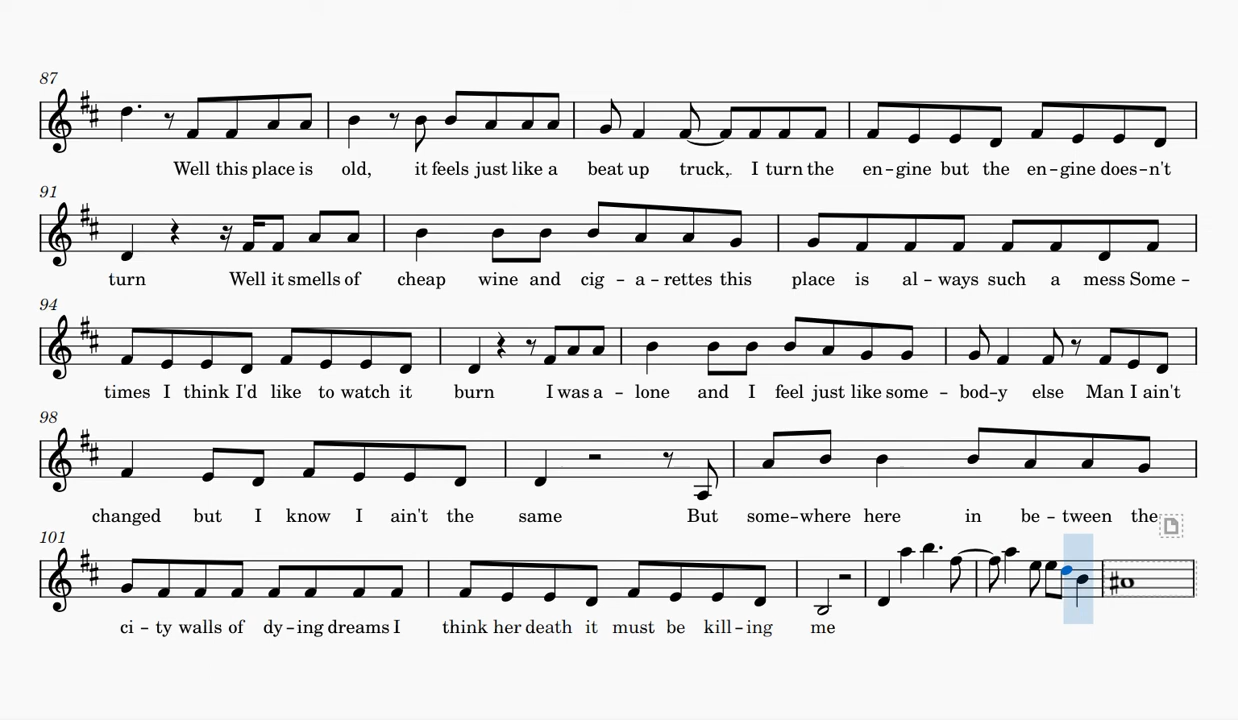 87
Well this place is old, it feels just like a beat up truck, I turn the en-gine but the en-gine does-n't
91
turn Well it smells of cheap wine and cig-a-rettes this place is al-ways such a mess Some-
94
times I think I'd like to watch it burn I was a-lone and I feel just like some-bod-y else Man I ain't
98
changed but I know I ain't the same But some-where here in be-tween the
101
ci-ty walls of dy-ing dreams I think her death it must be kill-ing me